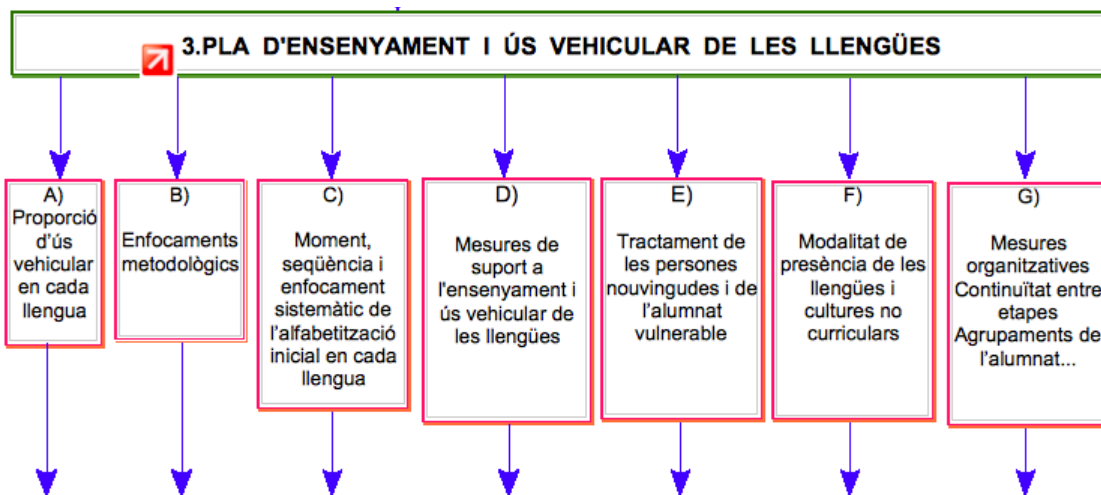 3.PLA D'ENSENYAMENT I ÚS VEHICULAR DE LES LLENGÜES
A)
Proporció
d'ús
vehicular
en cada
llengua
B)
Enfocaments
metodològics
C)
Moment,
seqüència i
enfocament
sistemàtic de
l'alfabetització
inicial en cada
llengua
D)
Mesures de
suport a
l'ensenyament i
ús vehicular de
les llengües
E)
Tractament de
les persones
nouvingudes i de
l'alumnat
vulnerable
F)
Modalitat de
presència de les
llengües i
cultures no
curriculars
G)
Mesures
organitzatives
Continuïtat entre
etapes
Agrupaments de
l'alumnat...